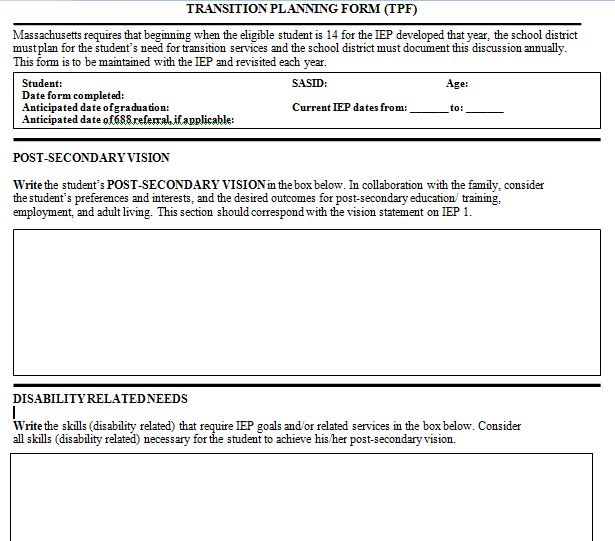 TRANSITION PLANNING FORM (TPF)
Massachusetts requires that beginning when the eligible student is 14 for the IEP developed that year, the school district
must plan for the student's need for transition services and the school district must document this discussion annually.
This form is to be maintained with the IEP and revisited each year.
Student: SASID: Age:
Date form completed:
Anticipated date of graduation: Current IEP dates from: _______ to: _______
Anticipated date of 688 referral, if applicable:
POST-SECONDARY VISION
Write the student's POST-SECONDARY VISION in the box below. In collaboration with the family, consider
the student's preferences and interests, and the desired outcomes for post-secondary education/ training,
employment, and adult living. This section should correspond with the vision statement on IEP 1.
DISABILITY RELATED NEEDS
Write the skills (disability related) that require IEP goals and/or related services in the box below. Consider
all skills (disability related) necessary for the student to achieve his/her post-secondary vision.